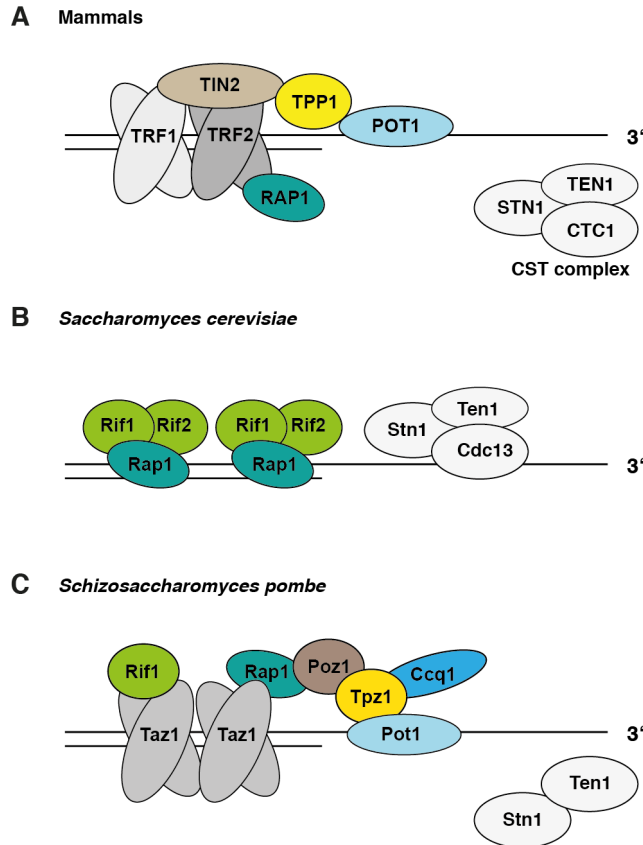 A Mammals
TIN2
TPP1
TRF1 TRF2 POT1 3‘
RAP1
TEN1
STN1
CTC1
CST complex
B Saccharomyces cerevisiae
Rif1 Rif2 Rif1 Rif2 Stn1 Ten1
Rap1 Rap1 Cdc13
3‘
C Schizosaccharomyces pombe
Rif1 Rap1 Poz1 Ccq1
Tpz1
Taz1 Taz1 Pot1 3‘
Ten1
Stn1